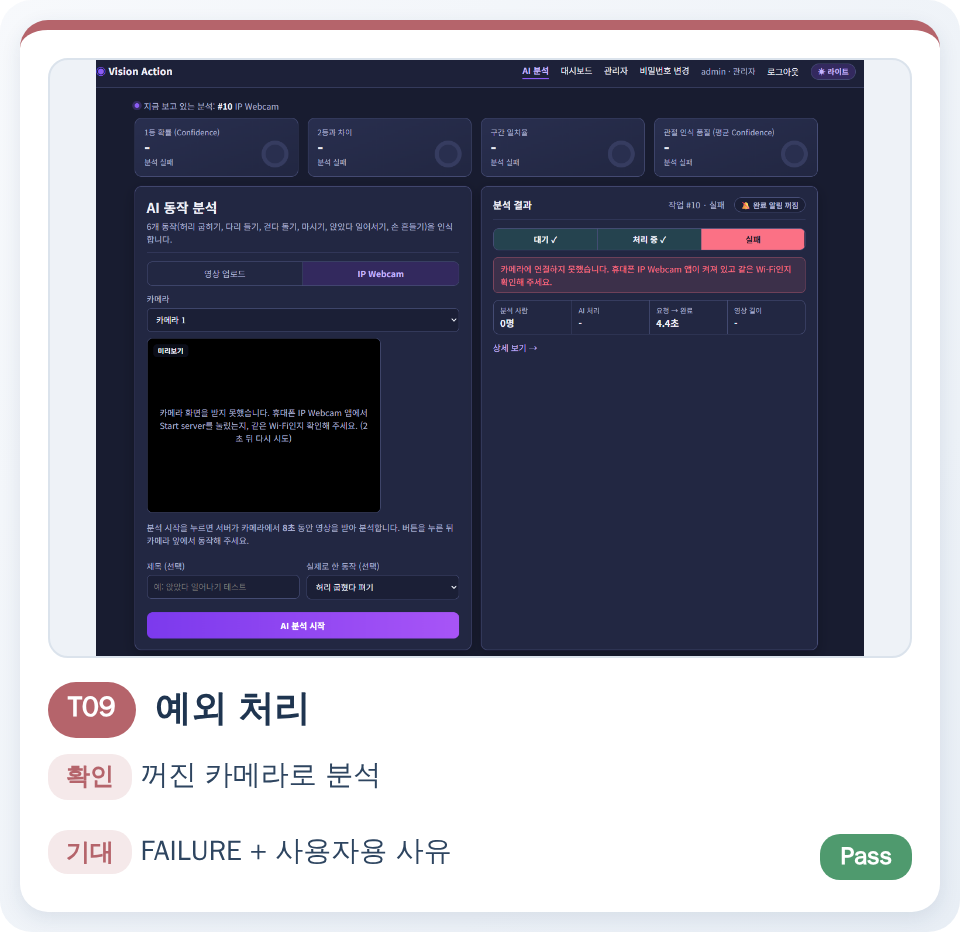 Vision Action
AI 분석 대시보드 관리자 비밀번호 변경 admin · 관리자 로그아웃 ☀ 라이트
지금 보고 있는 분석: #10 IP Webcam
1등 확률 (Confidence)
-
분석 실패
2등과 차이
-
분석 실패
구간 일치율
-
분석 실패
관절 인식 품질 (평균 Confidence)
-
분석 실패
AI 동작 분석
6개 동작(허리 굽히기, 다리 들기, 걷다 돌기, 마시기, 앉았다 일어서기, 손 흔들기)을 인식
합니다.
영상 업로드 IP Webcam
카메라
카메라 1
미리보기
카메라 화면을 받지 못했습니다. 휴대폰 IP Webcam 앱에서
Start server를 눌렀는지, 같은 Wi-Fi인지 확인해 주세요. (2
초 뒤 다시 시도)
분석 시작을 누르면 서버가 카메라에서 8초 동안 영상을 받아 분석합니다. 버튼을 누른 뒤
카메라 앞에서 동작해 주세요.
제목 (선택) 실제로 한 동작 (선택)
예: 앉았다 일어나기 테스트 허리 굽혔다 펴기
AI 분석 시작
분석 결과 작업 #10 · 실패 🔔 완료 알림 꺼짐
대기 ✓ 처리 중 ✓ 실패
카메라에 연결하지 못했습니다. 휴대폰 IP Webcam 앱이 켜져 있고 같은 Wi-Fi인지
확인해 주세요.
분석 사람 AI 처리 요청 → 완료 영상 길이
0명 - 4.4초 -
상세 보기 →
T09 예외 처리
확인 꺼진 카메라로 분석
기대 FAILURE + 사용자용 사유
Pass